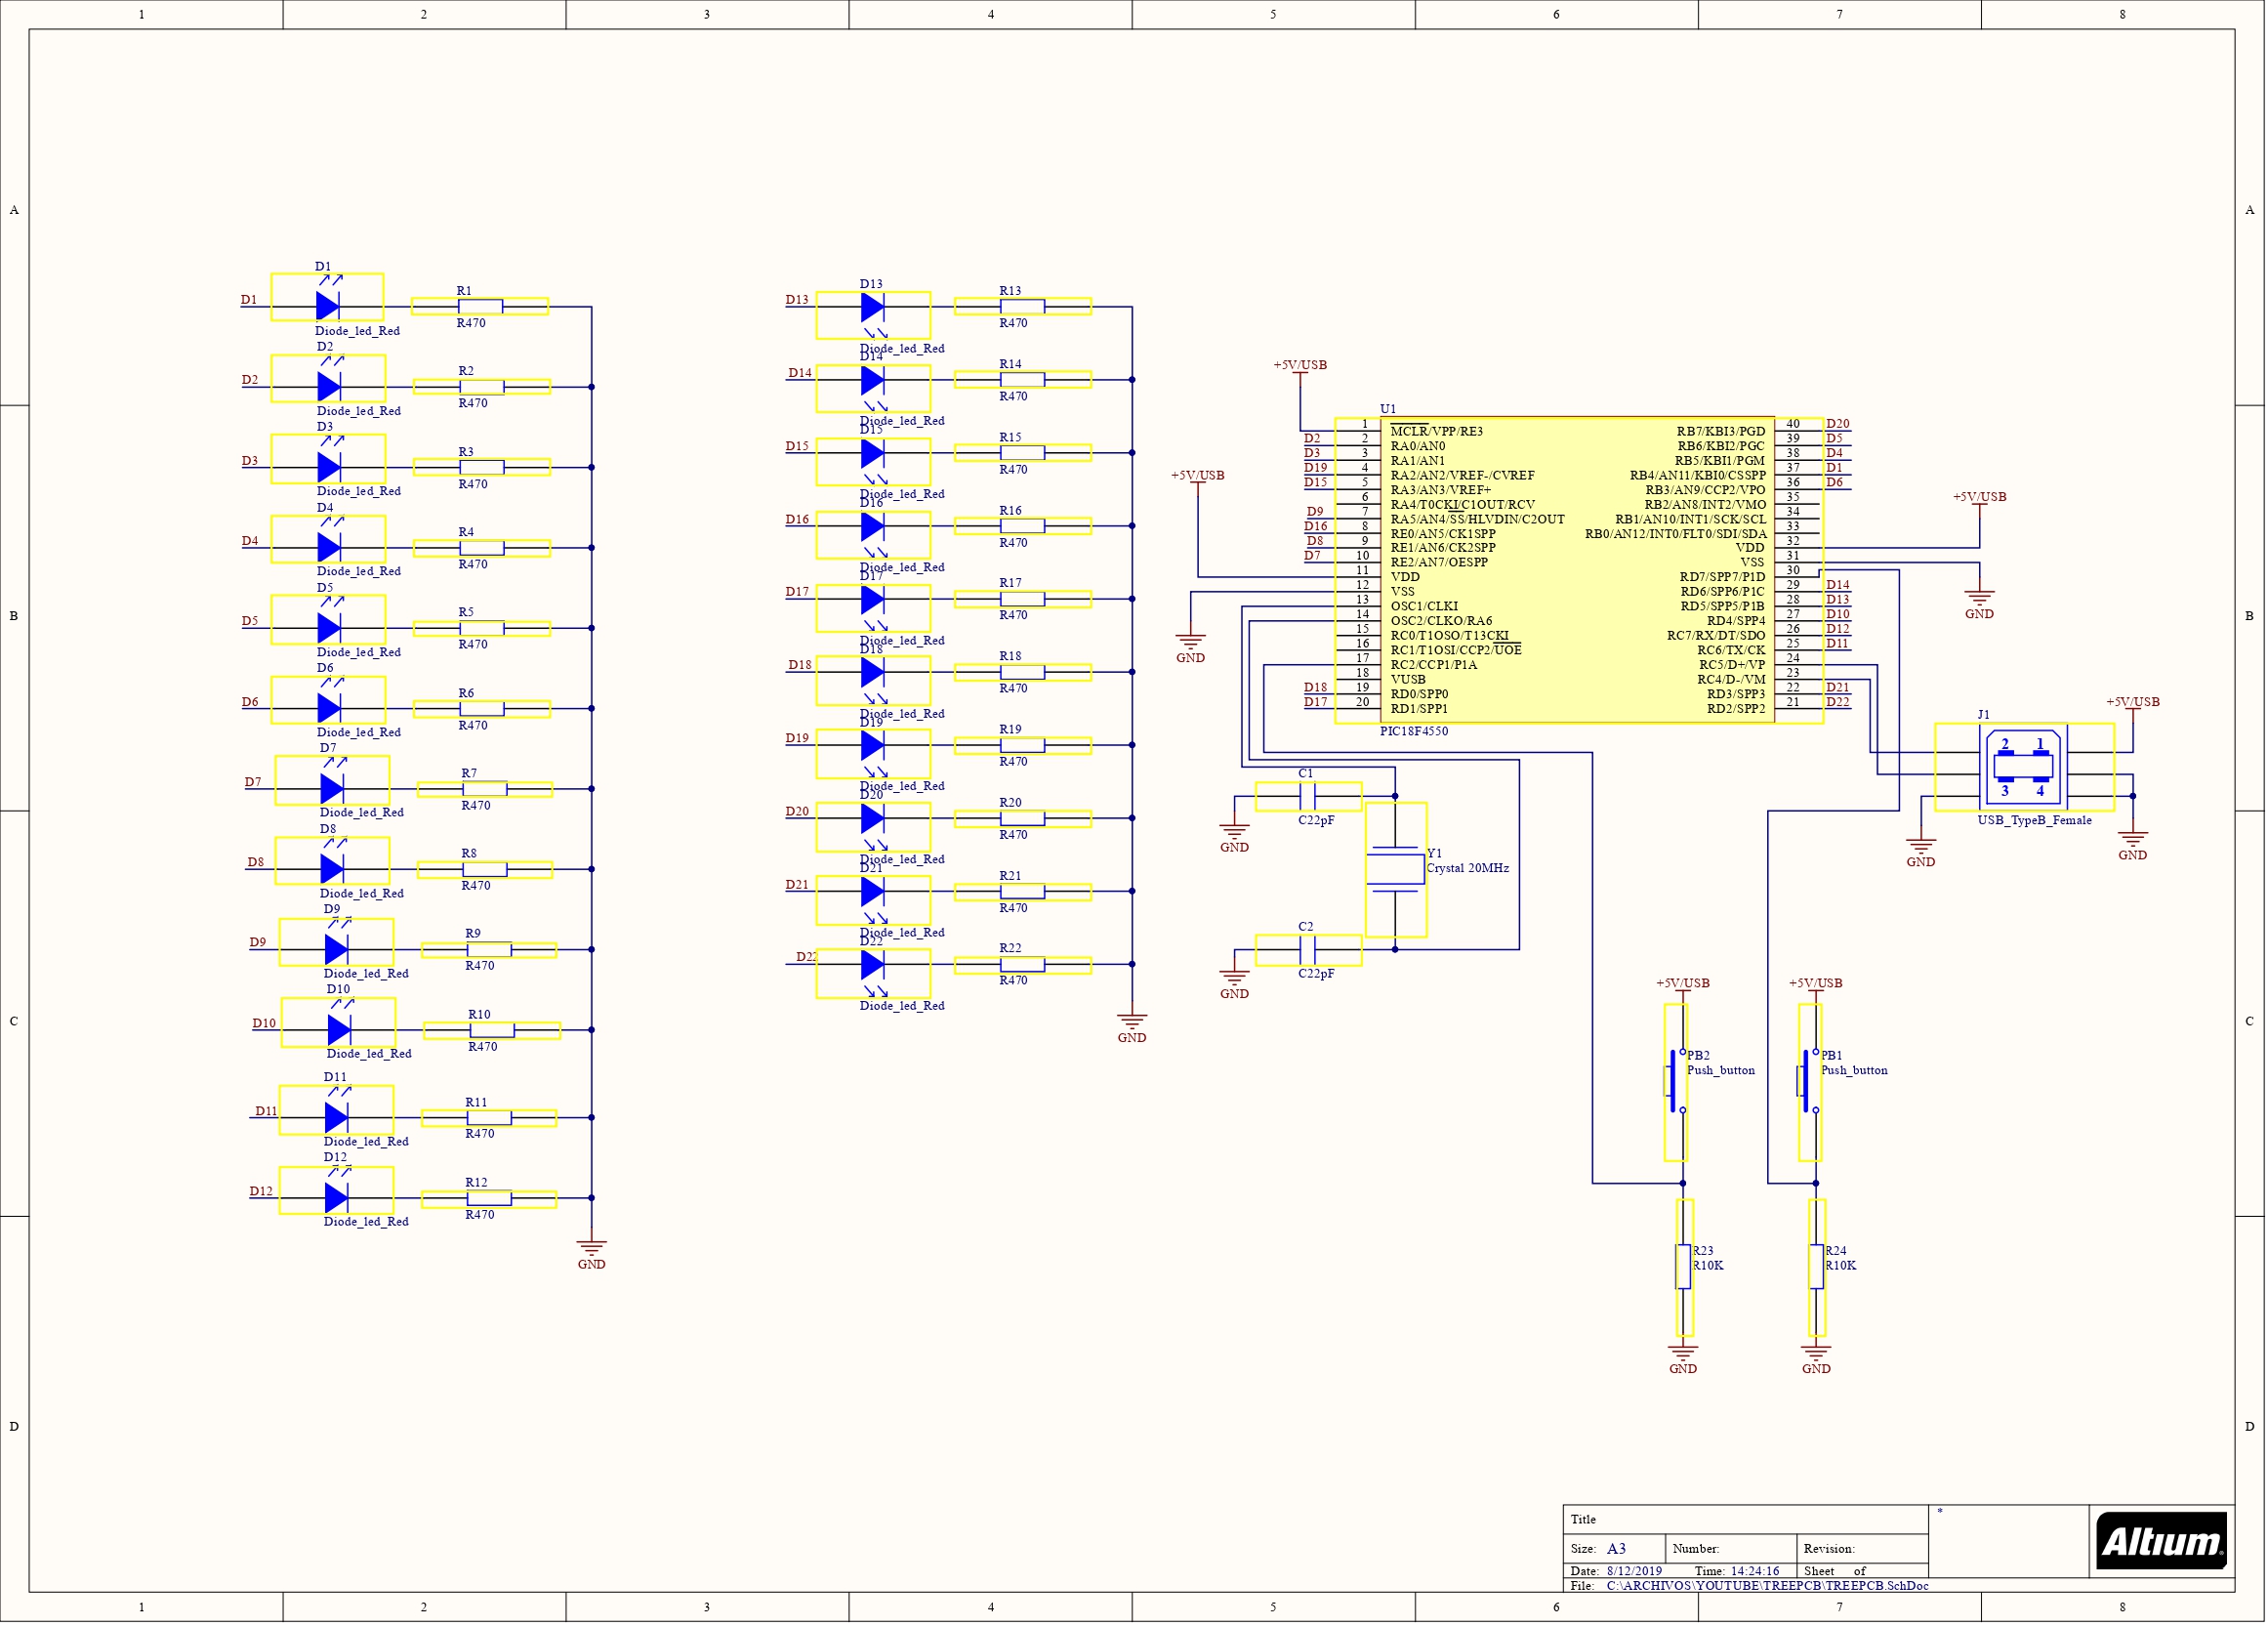 1 2 3 4 5 6 7 8
A A
B B
C C
D D
D1
D1 R1
Diode_led_Red R470
D2
D2 R2
Diode_led_Red R470
D3
D3 R3
Diode_led_Red R470
D4
D4 R4
Diode_led_Red R470
D5
D5 R5
Diode_led_Red R470
D6
D6 R6
Diode_led_Red R470
D7
D7 R7
Diode_led_Red R470
D8
D8 R8
Diode_led_Red R470
D9
D9 R9
Diode_led_Red R470
D10
D10 R10
Diode_led_Red R470
D11
D11 R11
Diode_led_Red R470
D12
D12 R12
Diode_led_Red R470
GND
D13
D13 R13
Diode_led_Red R470
D14
D14 R14
Diode_led_Red R470
D15
D15 R15
Diode_led_Red R470
D16
D16 R16
Diode_led_Red R470
D17
D17 R17
Diode_led_Red R470
D18
D18 R18
Diode_led_Red R470
D19
D19 R19
Diode_led_Red R470
D20
D20 R20
Diode_led_Red R470
D21
D21 R21
Diode_led_Red R470
D22
D22 R22
Diode_led_Red R470
GND
+5V/USB
+5V/USB
GND
U1
1 MCLR/VPP/RE3
D2 2 RA0/AN0
D3 3 RA1/AN1
D19 4 RA2/AN2/VREF-/CVREF
D15 5 RA3/AN3/VREF+
6 RA4/T0CKI/C1OUT/RCV
D9 7 RA5/AN4/SS/HLVDIN/C2OUT
D16 8 RE0/AN5/CK1SPP
D8 9 RE1/AN6/CK2SPP
D7 10 RE2/AN7/OESPP
11 VDD
12 VSS
13 OSC1/CLKI
14 OSC2/CLKO/RA6
15 RC0/T1OSO/T13CKI
16 RC1/T1OSI/CCP2/UOE
17 RC2/CCP1/P1A
18 VUSB
D18 19 RD0/SPP0
D17 20 RD1/SPP1
RB7/KBI3/PGD 40 D20
RB6/KBI2/PGC 39 D5
RB5/KBI1/PGM 38 D4
RB4/AN11/KBI0/CSSPP 37 D1
RB3/AN9/CCP2/VPO 36 D6
RB2/AN8/INT2/VMO 35
RB1/AN10/INT1/SCK/SCL 34
RB0/AN12/INT0/FLT0/SDI/SDA 33
VDD 32
VSS 31
RD7/SPP7/P1D 30
RD6/SPP6/P1C 29 D14
RD5/SPP5/P1B 28 D13
RD4/SPP4 27 D10
RC7/RX/DT/SDO 26 D12
RC6/TX/CK 25 D11
RC5/D+/VP 24
RC4/D-/VM 23
RD3/SPP3 22 D21
RD2/SPP2 21 D22
PIC18F4550
+5V/USB
GND
+5V/USB
J1
2 1
3 4
USB_TypeB_Female
GND
GND
C1
C22pF
GND
Y1
Crystal 20MHz
C2
C22pF
GND
+5V/USB
PB2
Push_button
R23
R10K
GND
+5V/USB
PB1
Push_button
R24
R10K
GND
Title
*
Size: A3 Number: Revision:
Date: 8/12/2019 Time: 14:24:16 Sheet of
File: C:\ARCHIVOS\YOUTUBE\TREEPCB\TREEPCB.SchDoc
Altium
1 2 3 4 5 6 7 8